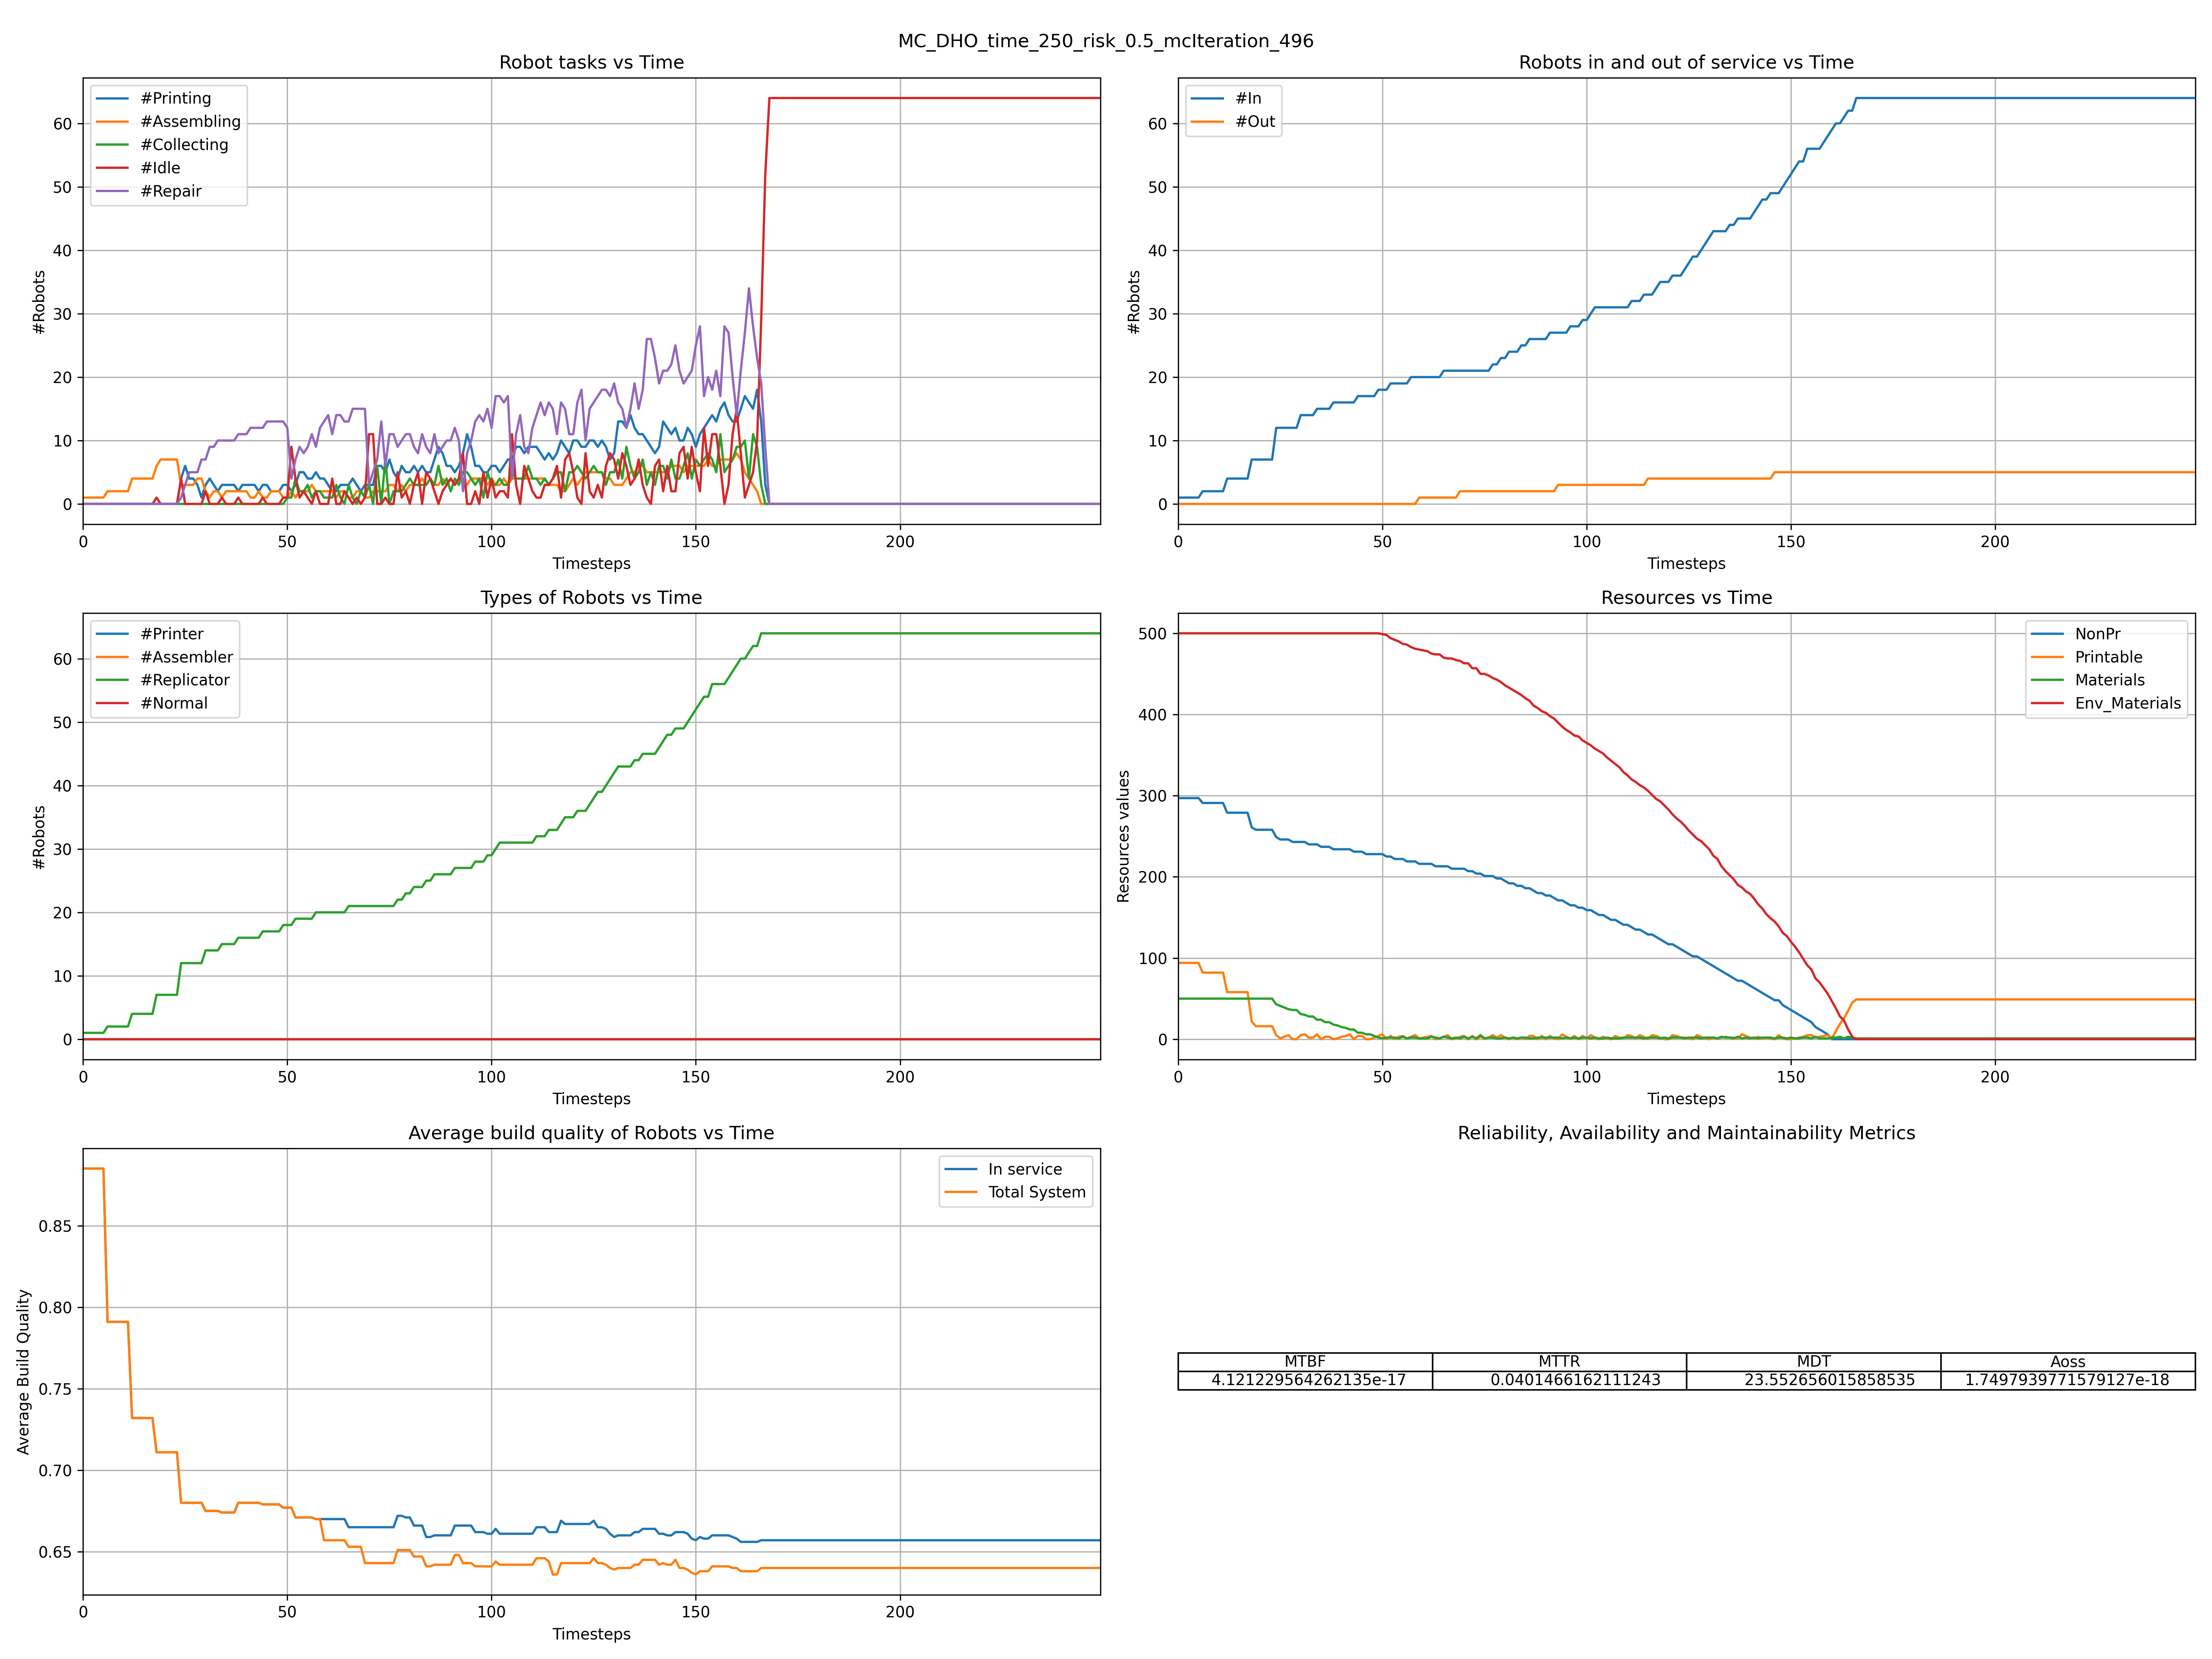 MC_DHO_time_250_risk_0.5_mcIteration_496
Robot tasks vs Time
#Robots
60
50
40
30
20
10
0
#Printing
#Assembling
#Collecting
#Idle
#Repair
0 50 100 150 200
Timesteps
Robots in and out of service vs Time
#Robots
60
50
40
30
20
10
0
#In
#Out
0 50 100 150 200
Timesteps
Types of Robots vs Time
#Robots
60
50
40
30
20
10
0
#Printer
#Assembler
#Replicator
#Normal
0 50 100 150 200
Timesteps
Resources vs Time
Resources values
500
400
300
200
100
0
NonPr
Printable
Materials
Env_Materials
0 50 100 150 200
Timesteps
Average build quality of Robots vs Time
Average Build Quality
0.85
0.80
0.75
0.70
0.65
In service
Total System
0 50 100 150 200
Timesteps
Reliability, Availability and Maintainability Metrics
MTBF MTTR MDT Aoss
4.121229564262135e-17 0.0401466162111243 23.552656015858535 1.7497939771579127e-18